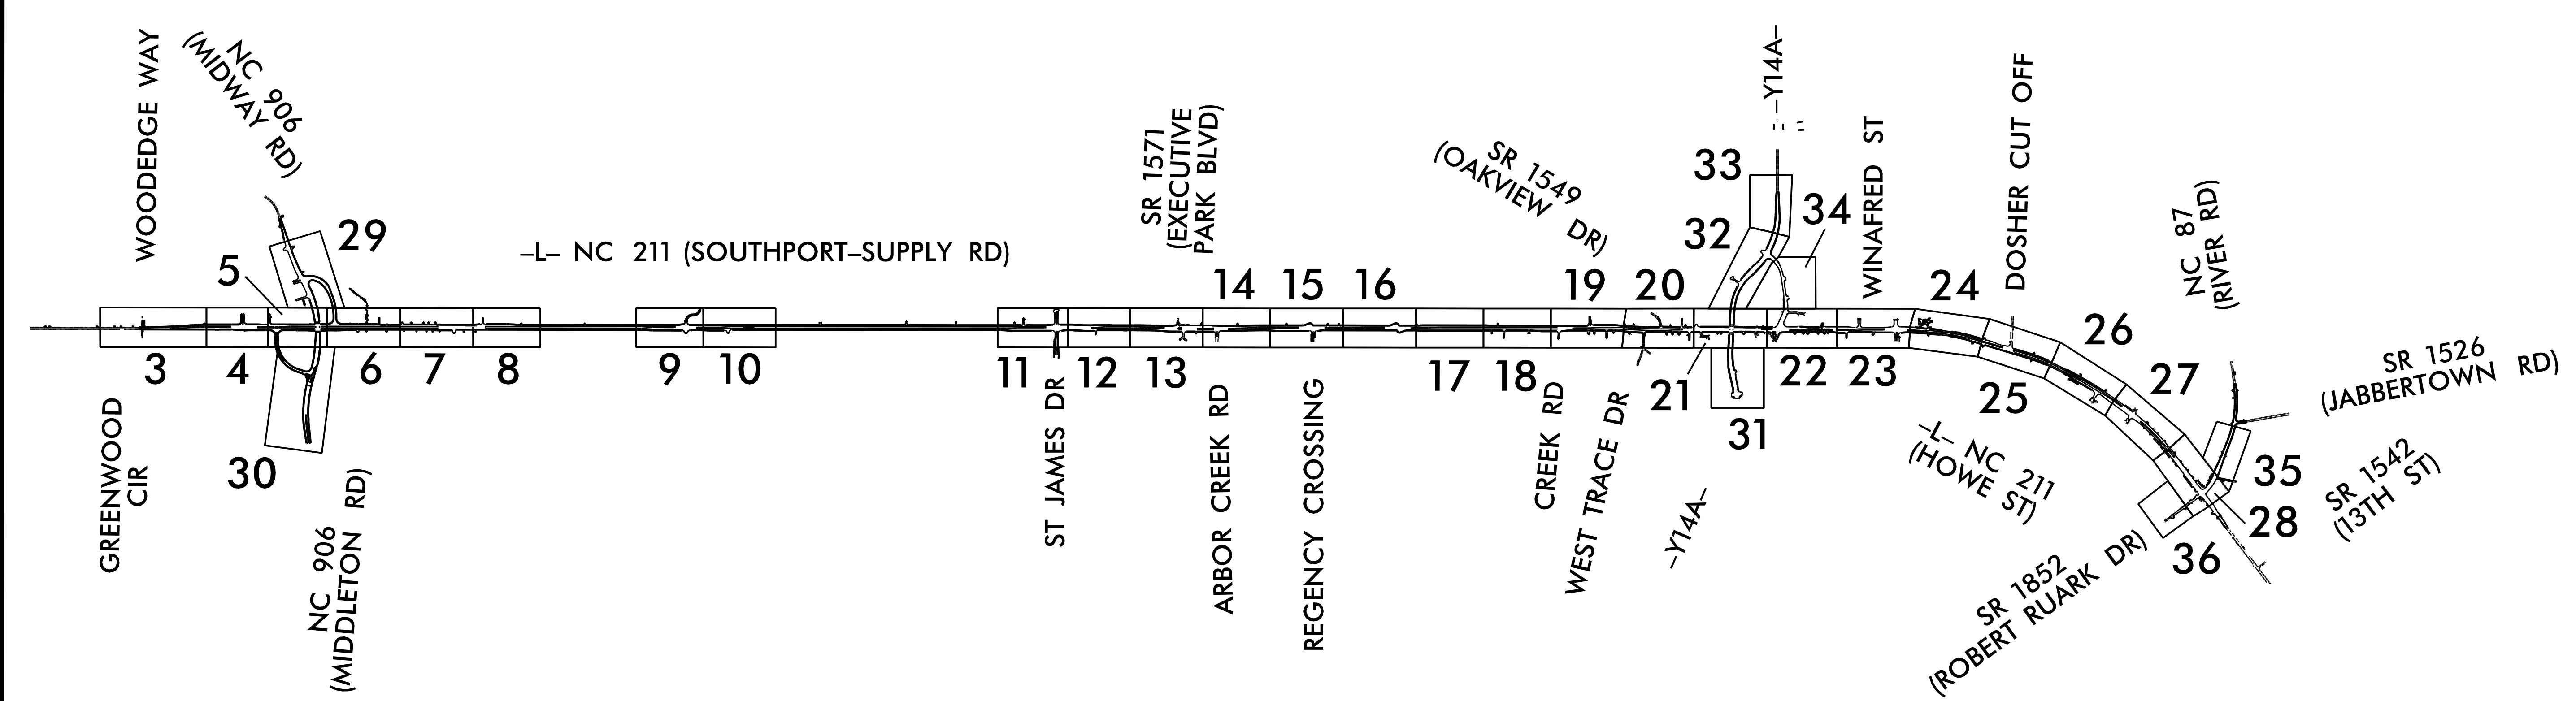 WOODEDGE WAY
NC 906
(MIDWAY RD)
5
29
–L– NC 211 (SOUTHPORT–SUPPLY RD)
3
4
6
7
8
9
10
GREENWOOD
CIR
30
NC 906
(MIDDLETON RD)
SR 1571
(EXECUTIVE
PARK BLVD)
14
15
16
11
12
13
ST JAMES DR
ARBOR CREEK RD
REGENCY CROSSING
17
18
SR 1549
(OAKVIEW DR)
19
20
CREEK RD
WEST TRACE DR
–Y14A–
33
32
34
–Y14A–
21
22
23
31
WINAFRED ST
DOSHER CUT OFF
24
25
26
27
–L– NC 211
(HOWE ST)
NC 87
(RIVER RD)
SR 1526
(JABBERTOWN RD)
35
28
36
SR 1542
(13TH ST)
SR 1852
(ROBERT RUARK DR)